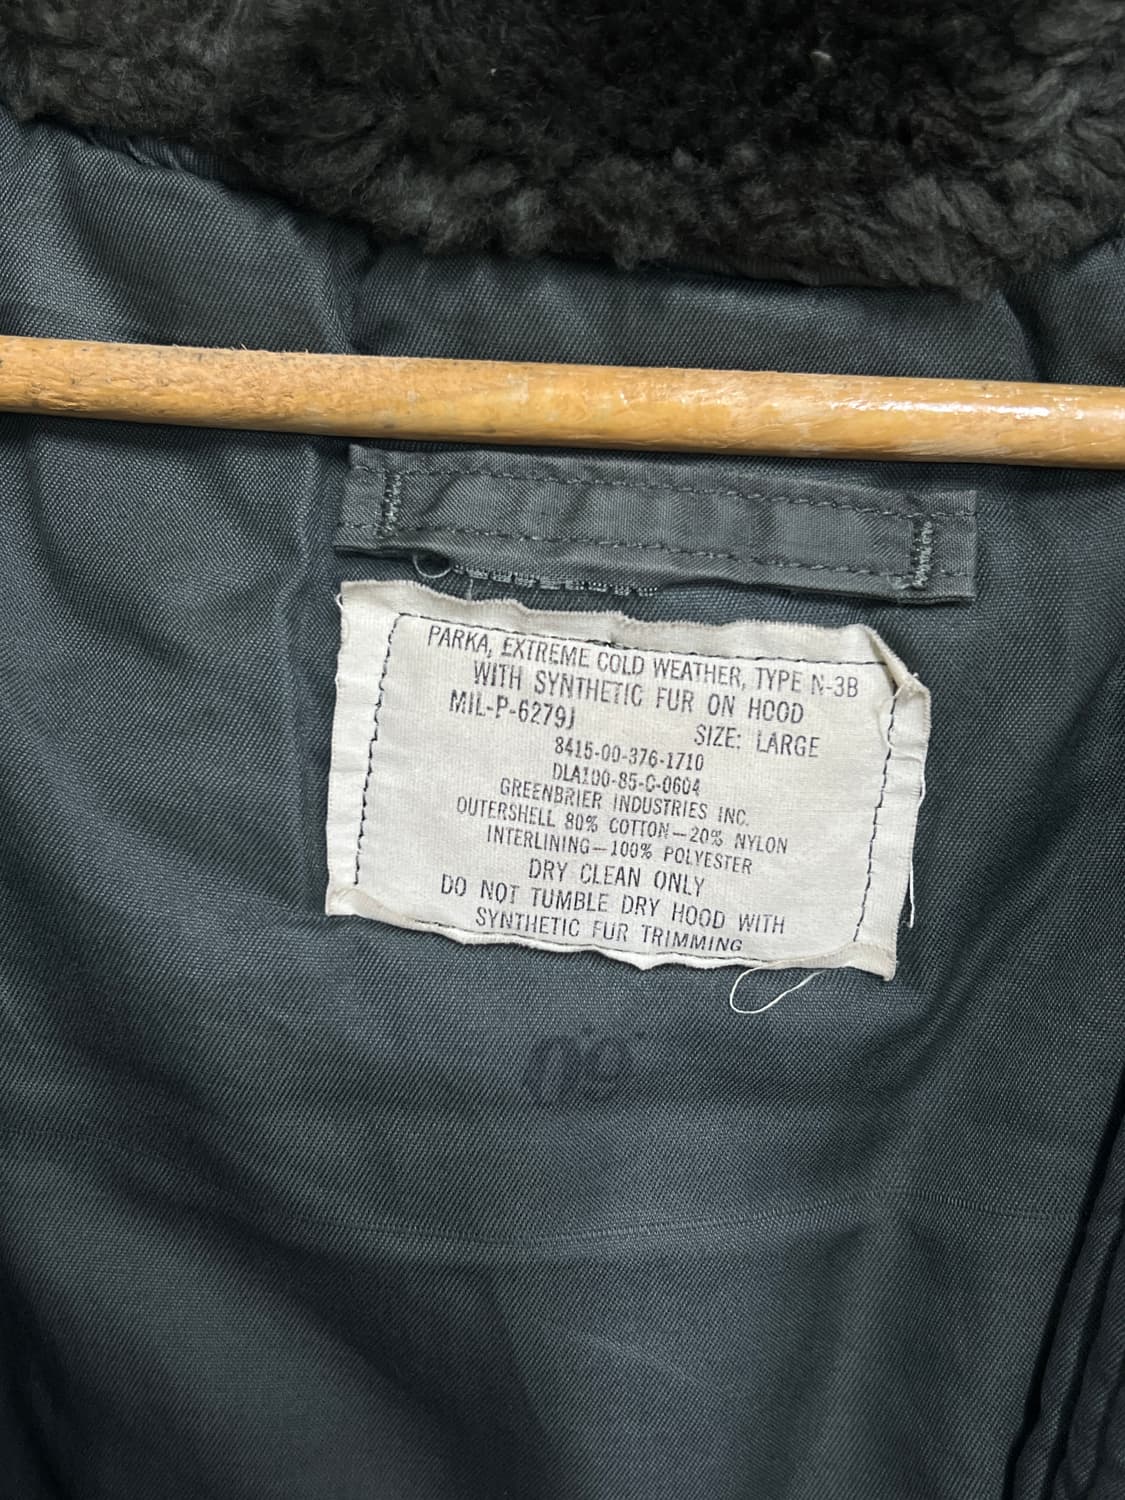 PARKA, EXTREME COLD WEATHER, TYPE N-3B
WITH SYNTHETIC FUR ON HOOD
MIL-P-6279J
SIZE: LARGE
8415-00-376-1710
DLA100-85-C-0604
GREENBRIER INDUSTRIES INC.
OUTERSHELL 80% COTTON—20% NYLON
INTERLINING—100% POLYESTER
DRY CLEAN ONLY
DO NOT TUMBLE DRY HOOD WITH
SYNTHETIC FUR TRIMMING